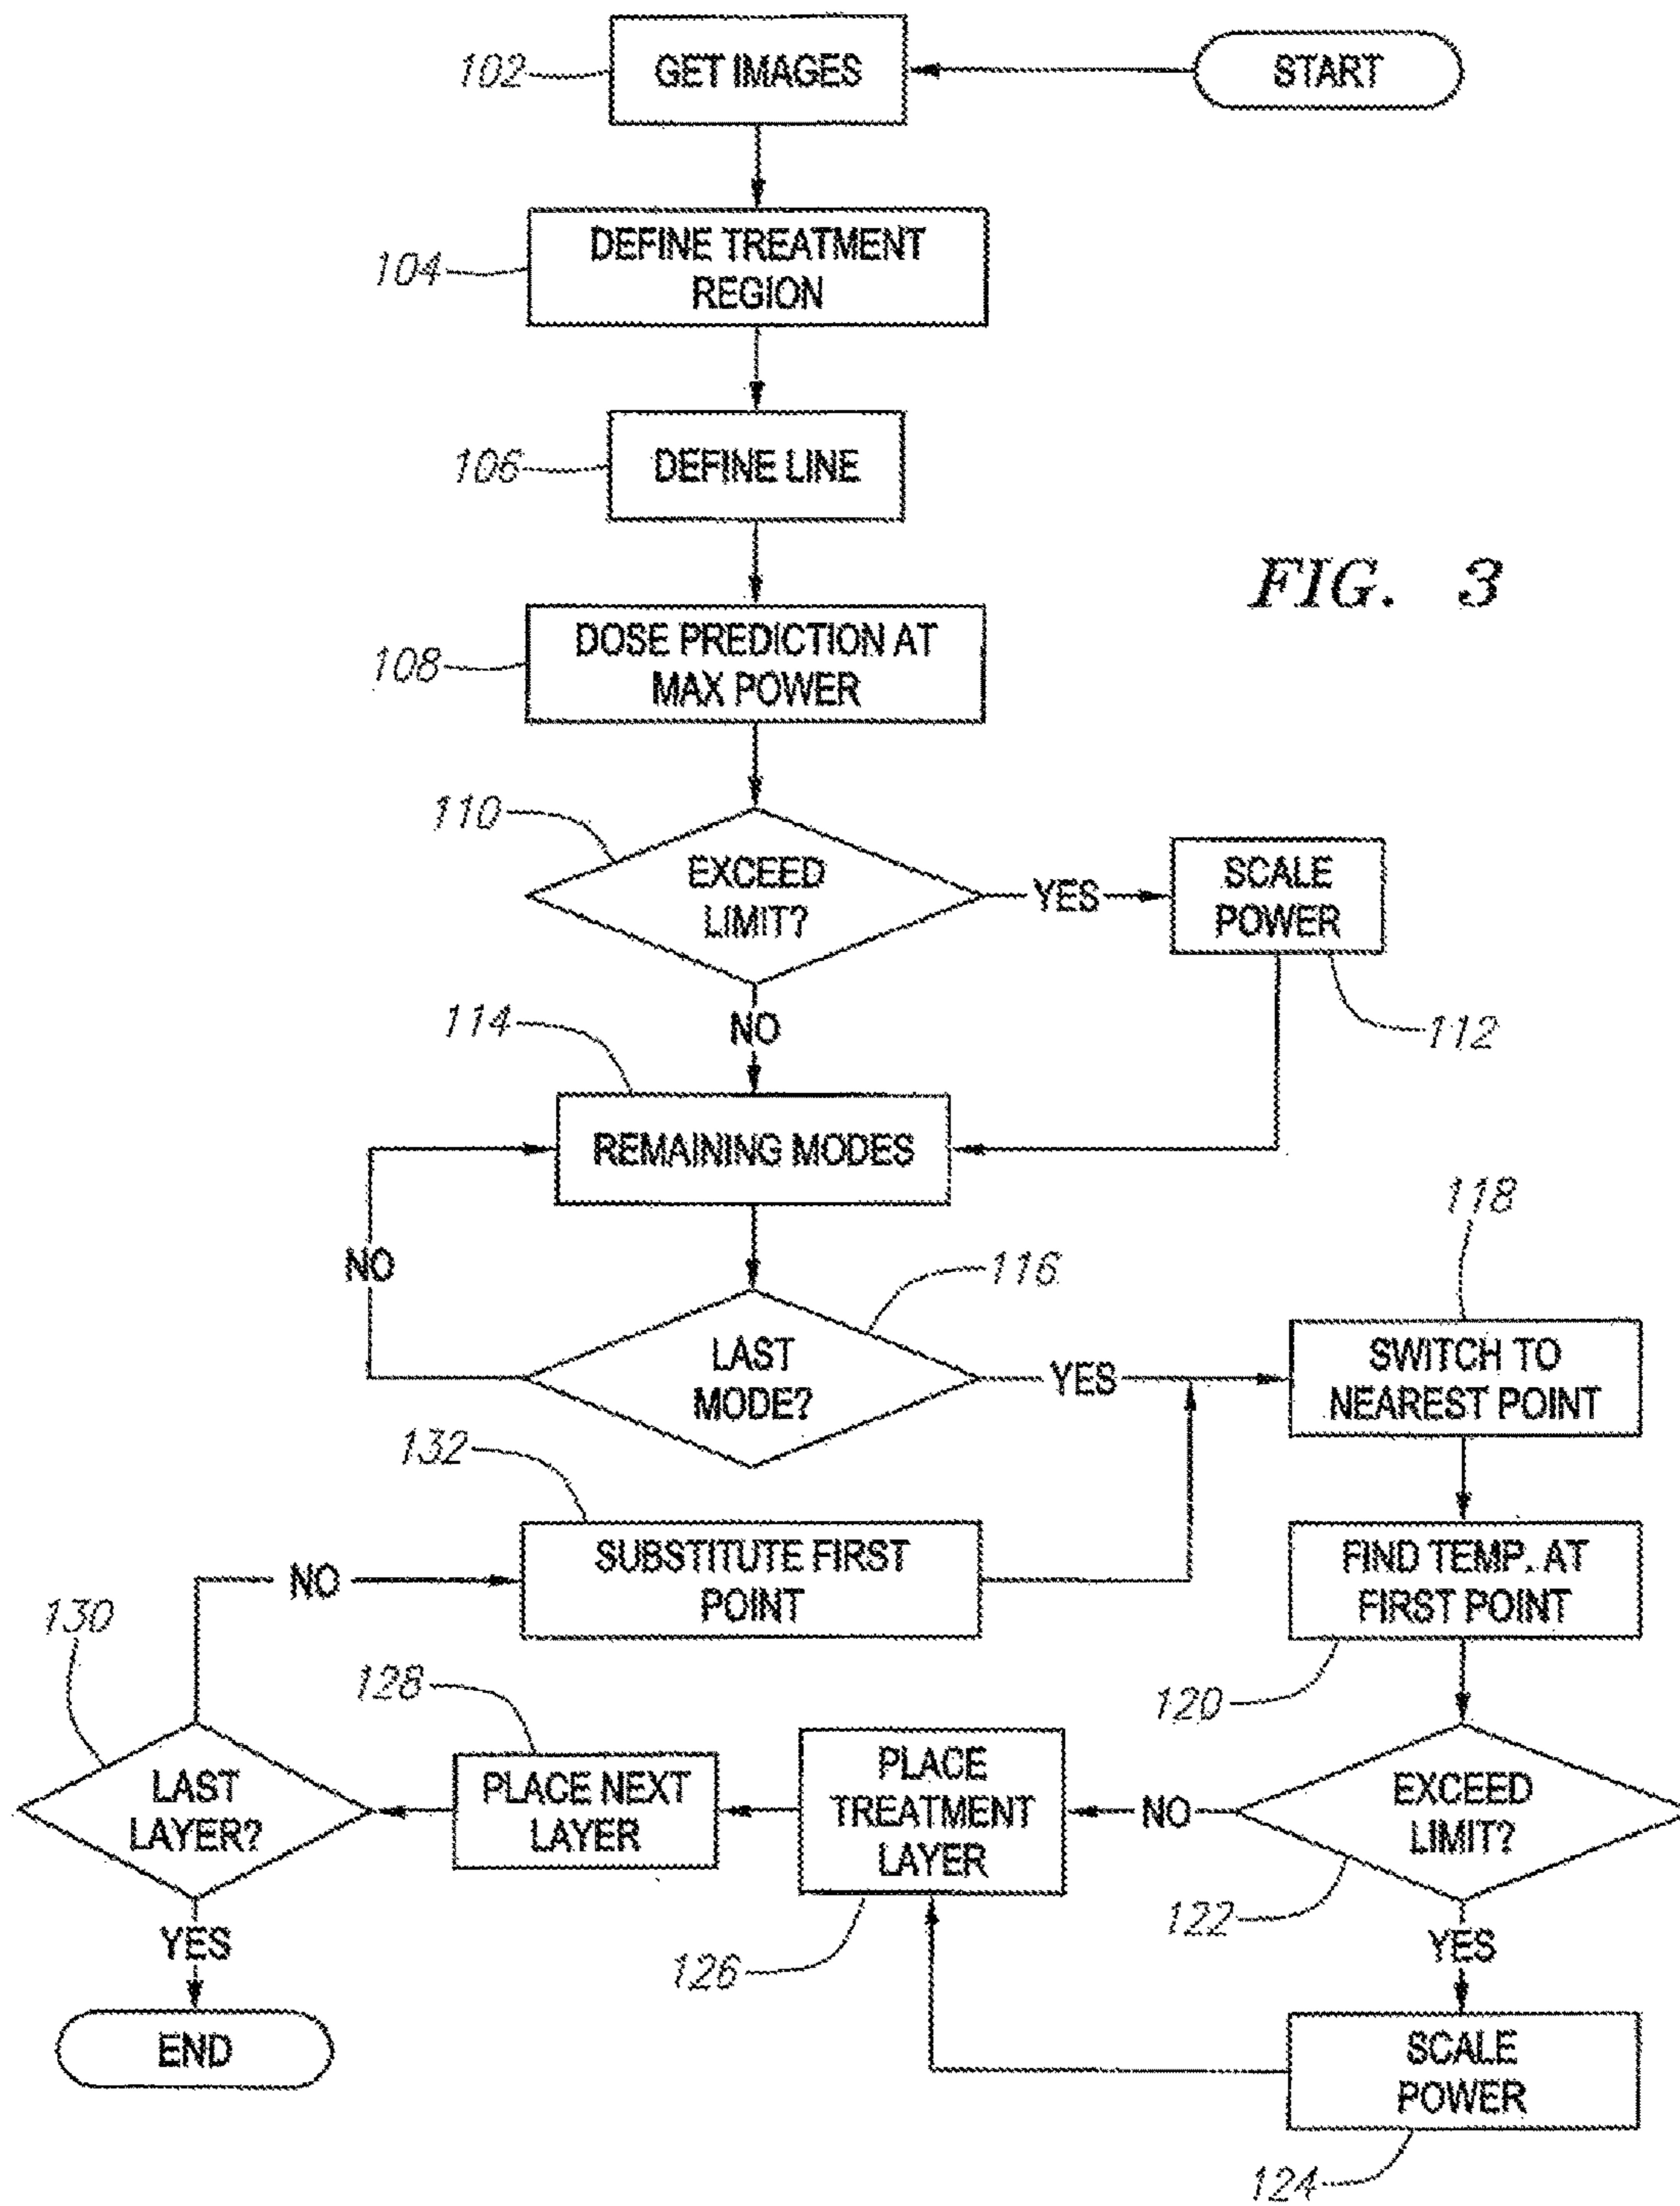 START
102
GET IMAGES
104
DEFINE TREATMENT
REGION
106
DEFINE LINE
FIG. 3
108
DOSE PREDICTION AT
MAX POWER
110
EXCEED
LIMIT?
YES
SCALE
POWER
112
NO
114
REMAINING MODES
NO
116
LAST
MODE?
YES
118
SWITCH TO
NEAREST POINT
132
SUBSTITUTE FIRST
POINT
NO
FIND TEMP. AT
FIRST POINT
120
130
LAST
LAYER?
128
PLACE NEXT
LAYER
PLACE
TREATMENT
LAYER
126
NO
EXCEED
LIMIT?
122
YES
YES
END
SCALE
POWER
124